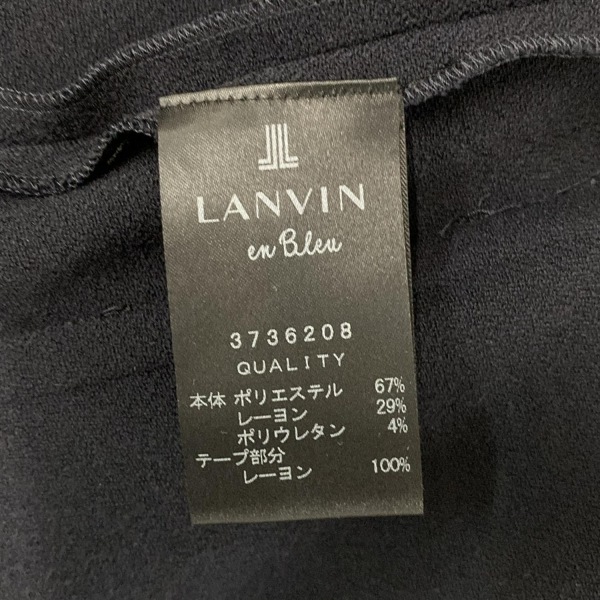 LANVIN
en Bleu
3736208
QUALITY
本体 ポリエステル 67%
レーヨン 29%
ポリウレタン 4%
テープ部分
レーヨン 100%